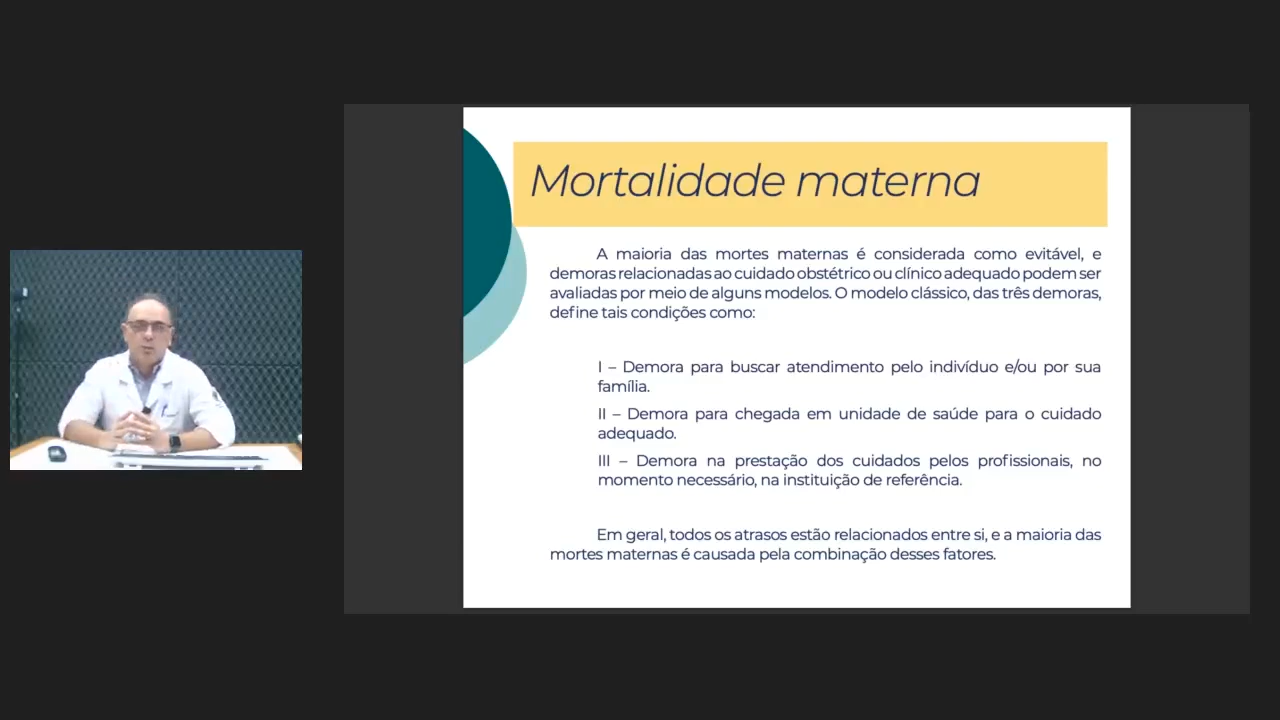 Mortalidade materna
A maioria das mortes maternas é considerada como evitável, e
demoras relacionadas ao cuidado obstétrico ou clínico adequado podem ser
avaliadas por meio de alguns modelos. O modelo clássico, das três demoras,
define tais condições como:
I – Demora para buscar atendimento pelo indivíduo e/ou por sua
família.
II – Demora para chegada em unidade de saúde para o cuidado
adequado.
III – Demora na prestação dos cuidados pelos profissionais, no
momento necessário, na instituição de referência.
Em geral, todos os atrasos estão relacionados entre si, e a maioria das
mortes maternas é causada pela combinação desses fatores.